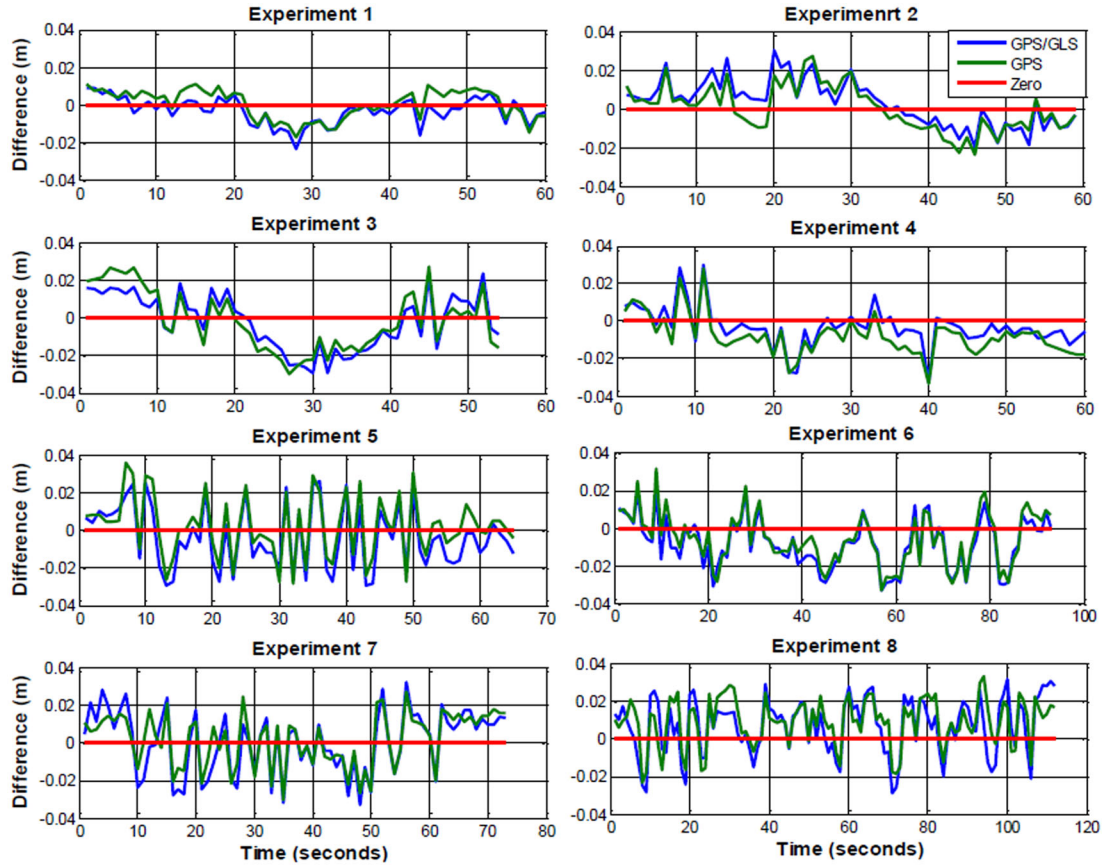 Experiment 1
Experimenrt 2
GPS/GLS
GPS
Zero
Difference (m)
0.04
0.02
0
-0.02
-0.04
0 10 20 30 40 50 60
0.04
0.02
0
-0.02
-0.04
0 10 20 30 40 50 60
Experiment 3
Experiment 4
Difference (m)
0.04
0.02
0
-0.02
-0.04
0 10 20 30 40 50 60
0.04
0.02
0
-0.02
-0.04
0 10 20 30 40 50 60
Experiment 5
Experiment 6
Difference (m)
0.04
0.02
0
-0.02
-0.04
0 10 20 30 40 50 60 70
0.04
0.02
0
-0.02
-0.04
0 20 40 60 80 100
Experiment 7
Experiment 8
Difference (m)
0.04
0.02
0
-0.02
-0.04
0 10 20 30 40 50 60 70 80
0.04
0.02
0
-0.02
-0.04
0 20 40 60 80 100 120
Time (seconds)
Time (seconds)